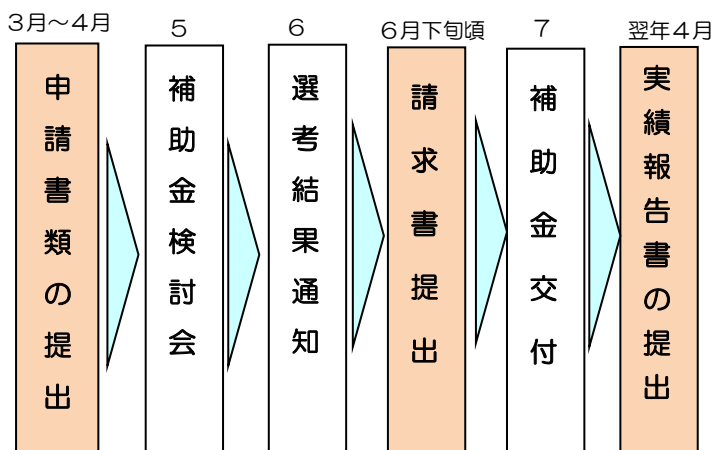 3月～4月
申請書類の提出
5
補助金検討会
6
選考結果通知
6月下旬頃
請求書提出
7
補助金交付
翌年4月
実績報告書の提出